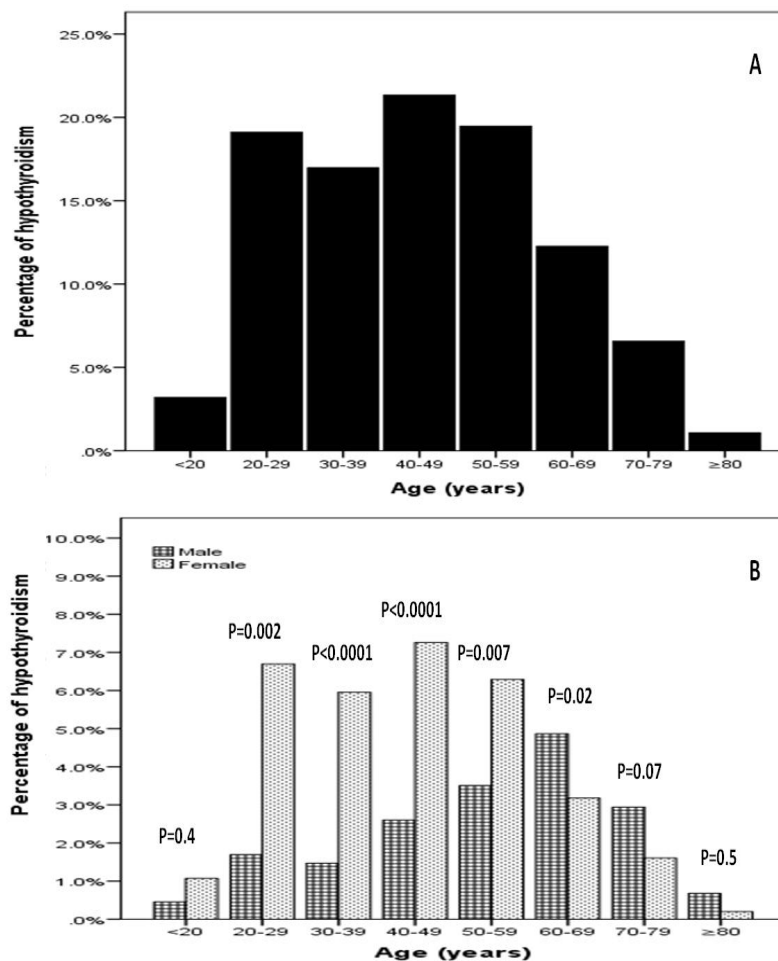 25.0%
A
20.0%
15.0%
10.0%
5.0%
.0%
Percentage of hypothyroidism
<20 20-29 30-39 40-49 50-59 60-69 70-79 ≥80
Age (years)
10.0%
Male
Female
B
9.0%
8.0%
7.0%
6.0%
5.0%
4.0%
3.0%
2.0%
1.0%
.0%
Percentage of hypothyroidism
P=0.4
P=0.002
P<0.0001
P<0.0001
P=0.007
P=0.02
P=0.07
P=0.5
<20 20-29 30-39 40-49 50-59 60-69 70-79 ≥80
Age (years)